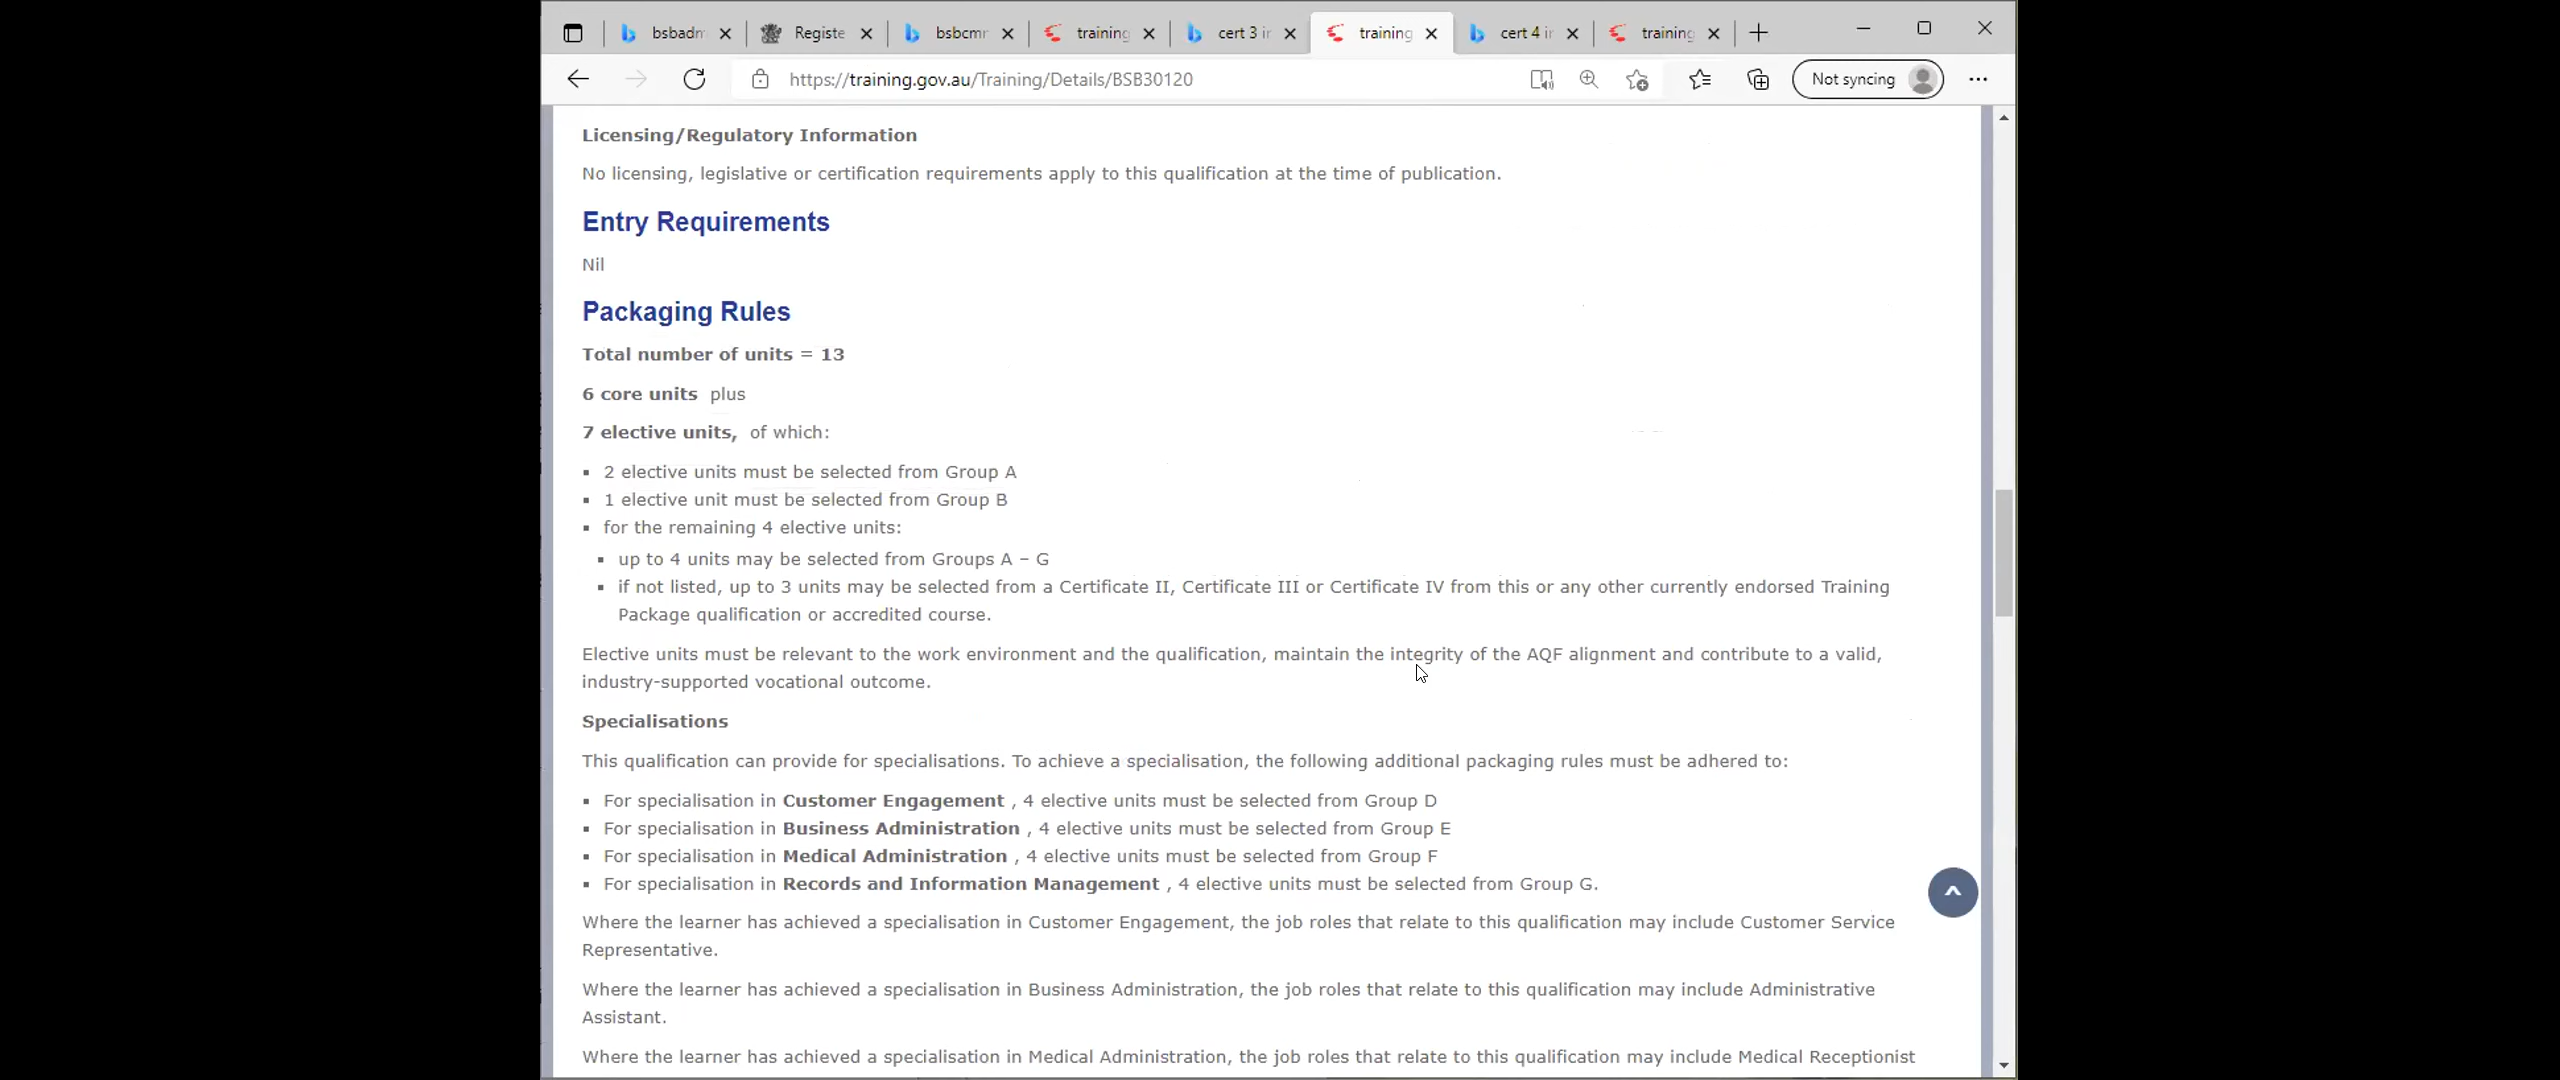 bsbadm
Registe
bsbcmm
training
cert 3 in
training
cert 4 in
training
https://training.gov.au/Training/Details/BSB30120
Not syncing
Licensing/Regulatory Information
No licensing, legislative or certification requirements apply to this qualification at the time of publication.
Entry Requirements
Nil
Packaging Rules
Total number of units = 13
6 core units plus
7 elective units, of which:
2 elective units must be selected from Group A
1 elective unit must be selected from Group B
for the remaining 4 elective units:
up to 4 units may be selected from Groups A – G
if not listed, up to 3 units may be selected from a Certificate II, Certificate III or Certificate IV from this or any other currently endorsed Training
Package qualification or accredited course.
Elective units must be relevant to the work environment and the qualification, maintain the integrity of the AQF alignment and contribute to a valid,
industry-supported vocational outcome.
Specialisations
This qualification can provide for specialisations. To achieve a specialisation, the following additional packaging rules must be adhered to:
For specialisation in Customer Engagement , 4 elective units must be selected from Group D
For specialisation in Business Administration , 4 elective units must be selected from Group E
For specialisation in Medical Administration , 4 elective units must be selected from Group F
For specialisation in Records and Information Management , 4 elective units must be selected from Group G.
Where the learner has achieved a specialisation in Customer Engagement, the job roles that relate to this qualification may include Customer Service
Representative.
Where the learner has achieved a specialisation in Business Administration, the job roles that relate to this qualification may include Administrative
Assistant.
Where the learner has achieved a specialisation in Medical Administration, the job roles that relate to this qualification may include Medical Receptionist